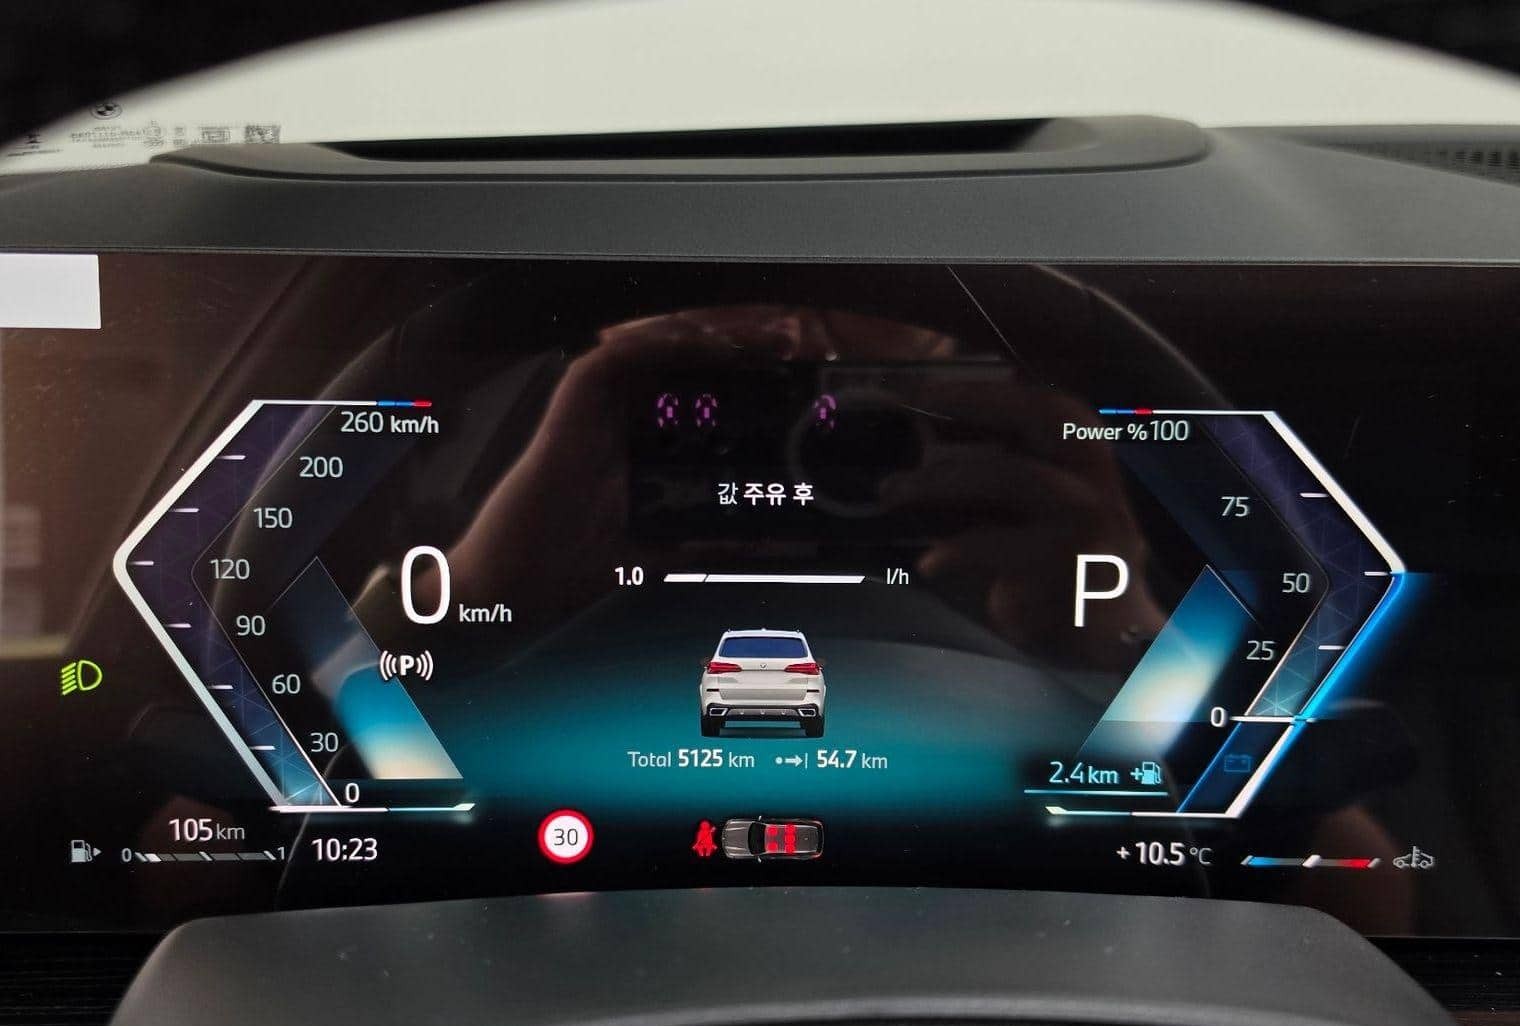 260 km/h
200
150
120
90
60
30
0
0 km/h
((P))
값 주유 후
1.0 l/h
Total 5125 km 54.7 km
Power %100
75
50
25
0
P
2.4 km +
105 km
0 1
10:23
30
+10.5 °C